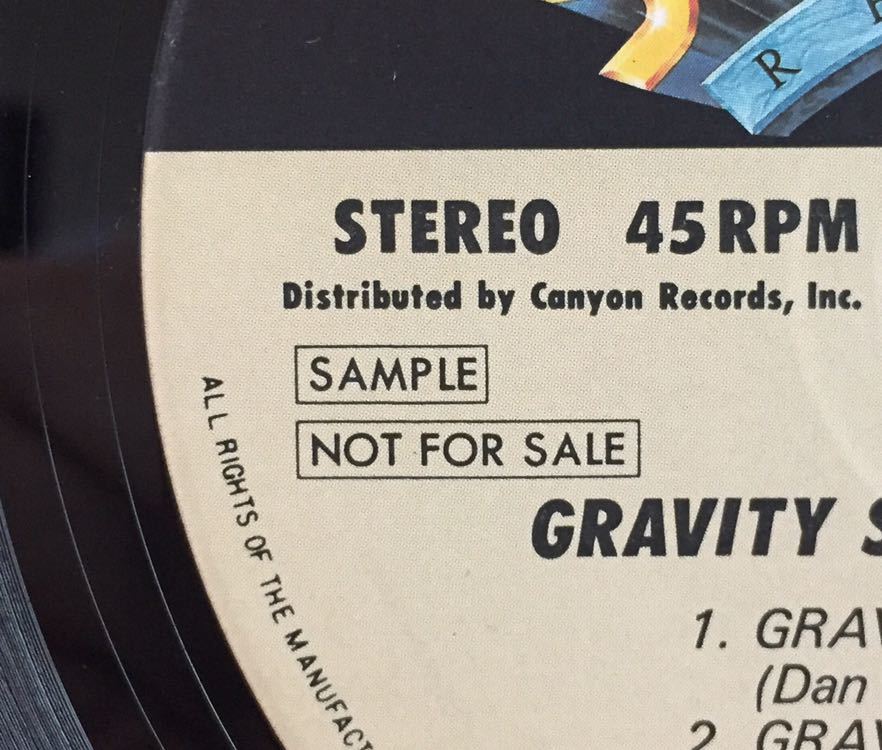 R
STEREO 45RPM
Distributed by Canyon Records, Inc.
SAMPLE
NOT FOR SALE
GRAVITY
1. GRAV
(Dan
2. GRAV
ALL RIGHTS OF THE MANUFACT